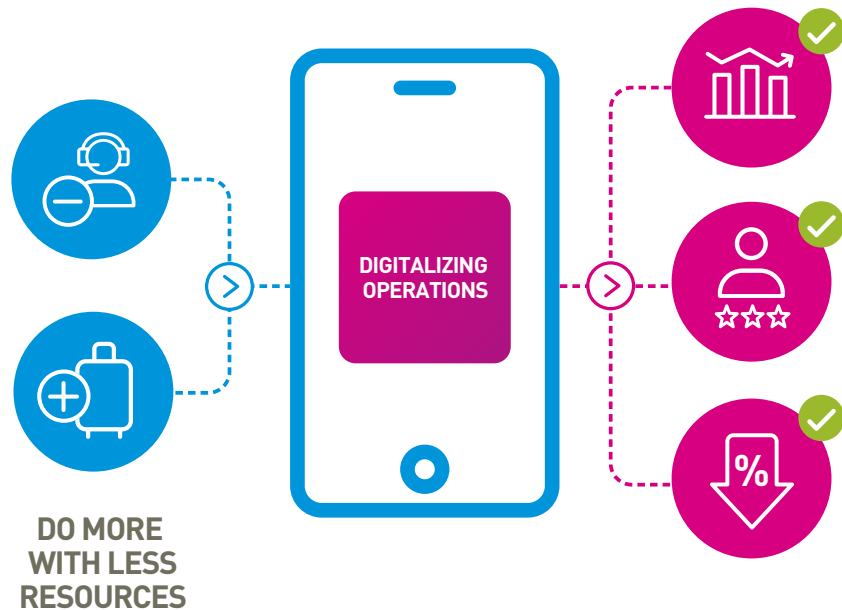 DIGITALIZING
OPERATIONS
%
DO MORE
WITH LESS
RESOURCES